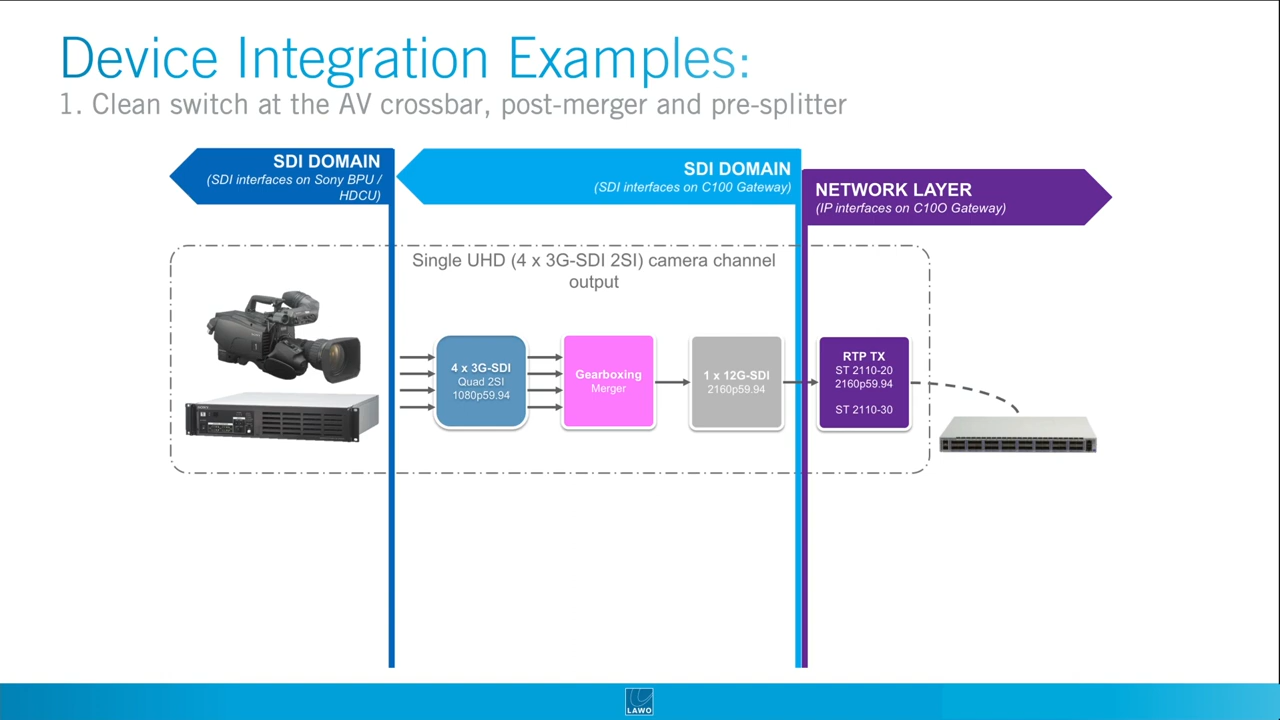 Device Integration Examples:
1. Clean switch at the AV crossbar, post-merger and pre-splitter
SDI DOMAIN
(SDI interfaces on Sony BPU /
HDCU)
SDI DOMAIN
(SDI interfaces on C100 Gateway)
NETWORK LAYER
(IP interfaces on C1OO Gateway)
Single UHD (4 x 3G-SDI 2SI) camera channel
output
4 x 3G-SDI
Quad 2SI
1080p59.94
Gearboxing
Merger
1 x 12G-SDI
2160p59.94
RTP TX
ST 2110-20
2160p59.94
ST 2110-30
SONY
LAWO